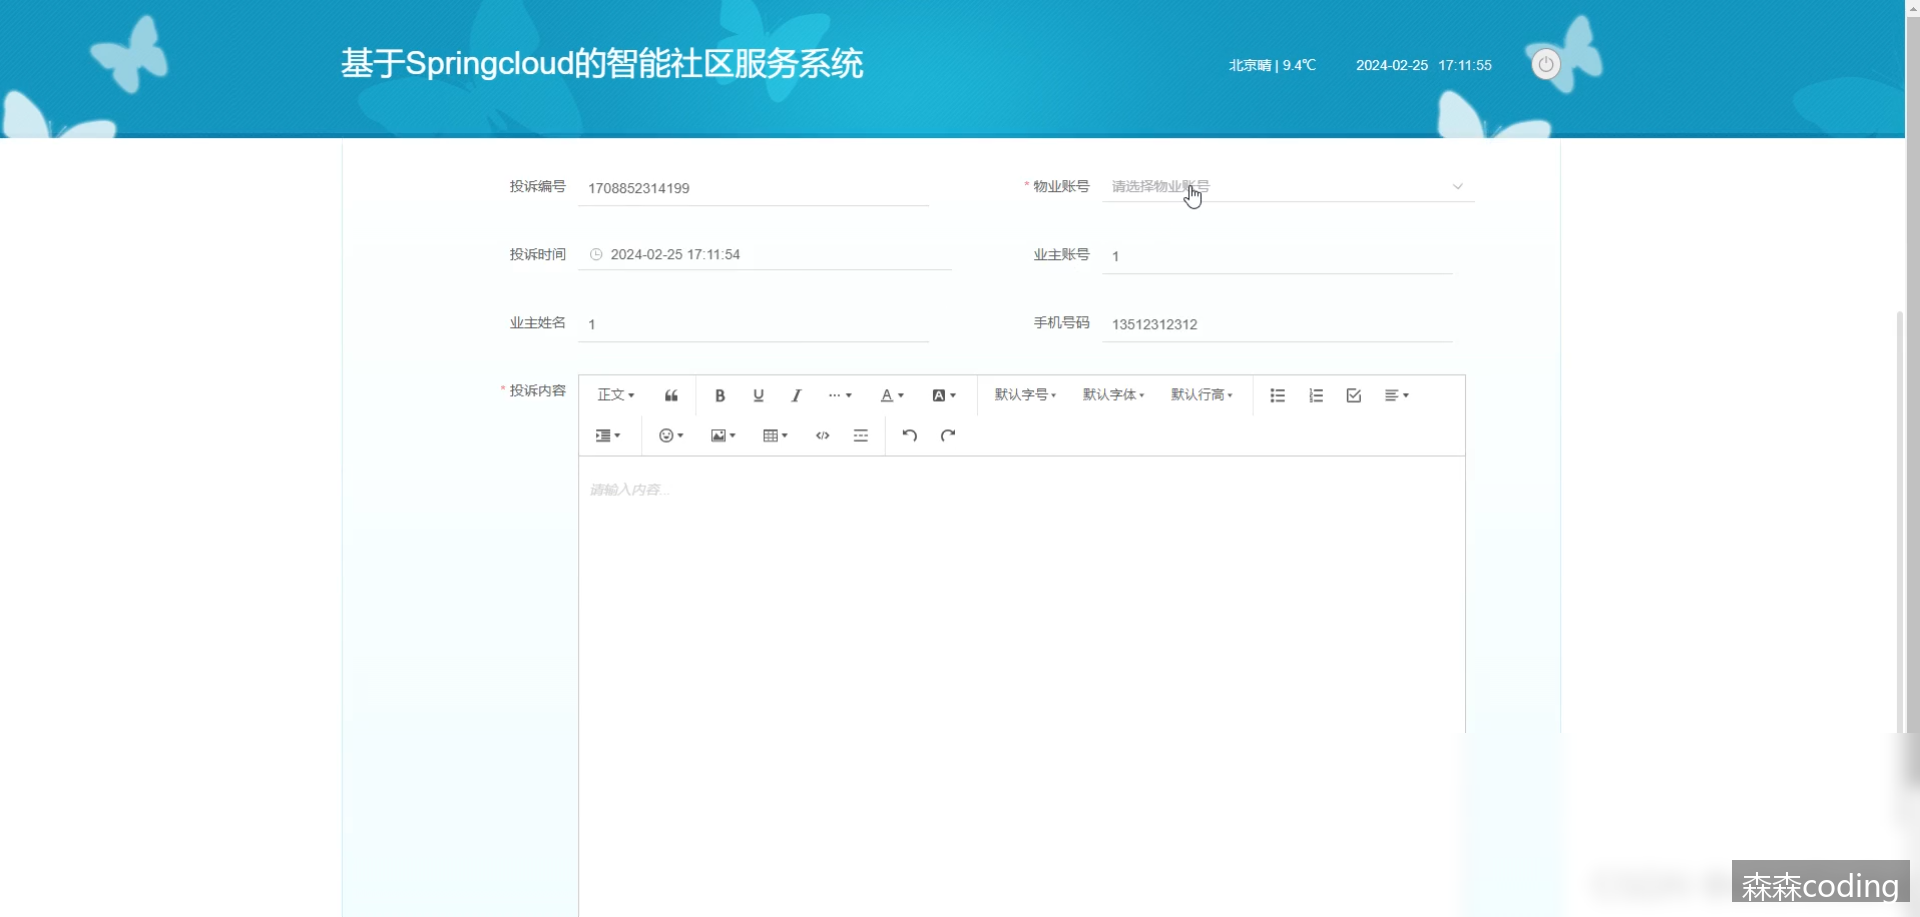 基于Springcloud的智能社区服务系统
北京晴 | 9.4℃ 2024-02-25 17:11:55
投诉编号 1708852314199 * 物业账号 请选择物业账号
投诉时间 2024-02-25 17:11:54 业主账号 1
业主姓名 1 手机号码 13512312312
* 投诉内容 正文 B U I ... A A 默认字号 默认字体 默认行高
请输入内容...
森森coding